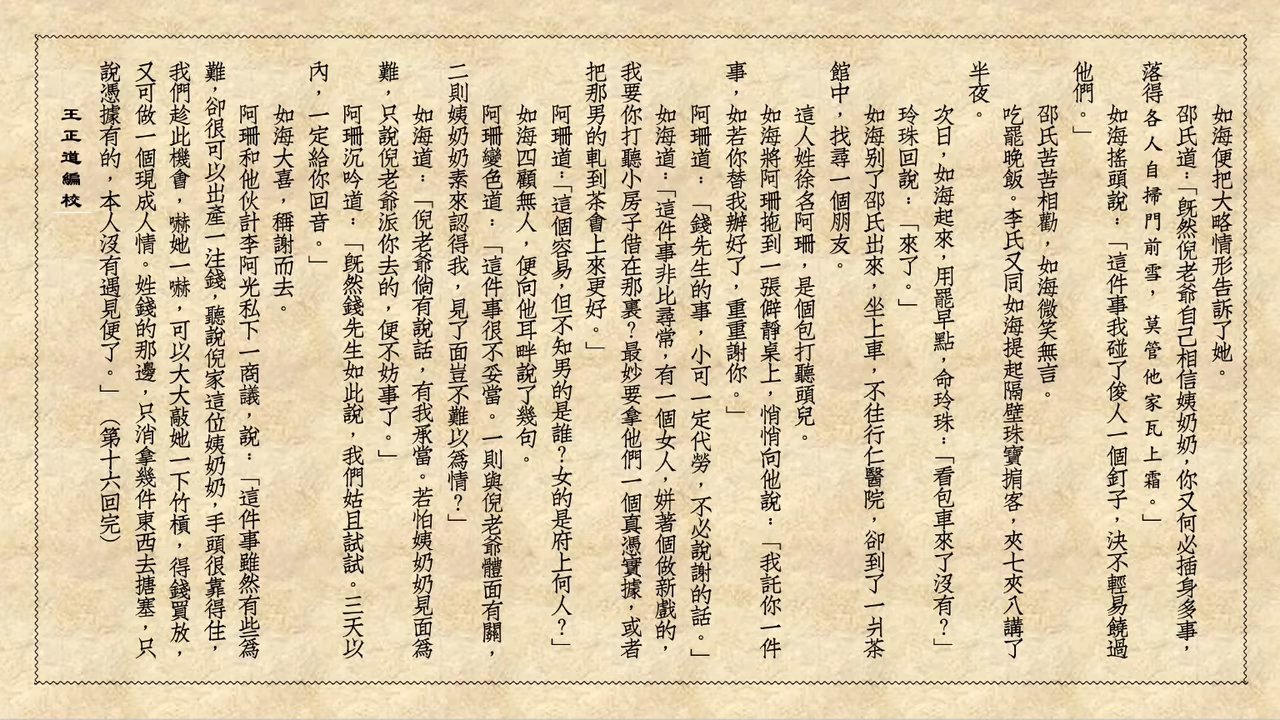 如海便把大略情形告訴了她。
邵氏道：「既然倪老爺自己相信姨奶奶，你又何必插身多事，
落得各人自掃門前雪，莫管他家瓦上霜。」
如海搖頭說：「這件事我碰了俊人一個釘子，決不輕易饒過
他們。」
邵氏苦苦相勸，如海微笑無言。
吃罷晚飯。李氏又同如海提起隔壁珠寶掮客，夾七夾八講了
半夜。
次日，如海起來，用罷早點，命玲珠：「看包車來了沒有？」
玲珠回說：「來了。」
如海別了邵氏出來，坐上車，不往行仁醫院，卻到了一爿茶
館中，找尋一個朋友。
這人姓徐名阿珊，是個包打聽頭兒。
如海將阿珊拖到一張僻靜桌上，悄悄向他說：「我託你一件
事，如若你替我辦好了，重重謝你。」
阿珊道：「錢先生的事，小可一定代勞，不必說謝的話。」
如海道：「這件事非比尋常，有一個女人，姘著個做新戲的，
我要你打聽小房子借在那裏？最妙要拿他們一個真憑實據，或者
把那男的軋到茶會上來更好。」
阿珊道：「這個容易，但不知男的是誰？女的是府上何人？」
如海四顧無人，便向他耳畔說了幾句。
阿珊變色道：「這件事很不妥當。一則與倪老爺體面有關，
二則姨奶奶素來認得我，見了面豈不難以為情？」
如海道：「倪老爺倘有說話，有我承當。若怕姨奶奶見面為
難，只說倪老爺派你去的，便不妨事了。」
阿珊沉吟道：「既然錢先生如此說，我們姑且試試。三天以
內，一定給你回音。」
如海大喜，稱謝而去。
阿珊和他伙計李阿光私下一商議，說：「這件事雖然有些為
難，卻很可以出產一注錢，聽說倪家這位姨奶奶，手頭很靠得住，
我們趁此機會，嚇她一嚇，可以大大敲她一下竹槓，得錢買放，
又可做一個現成人情。姓錢的那邊，只消拿幾件東西去搪塞，只
說憑據有的，本人沒有遇見便了。」（第十六回完）
王正道編校